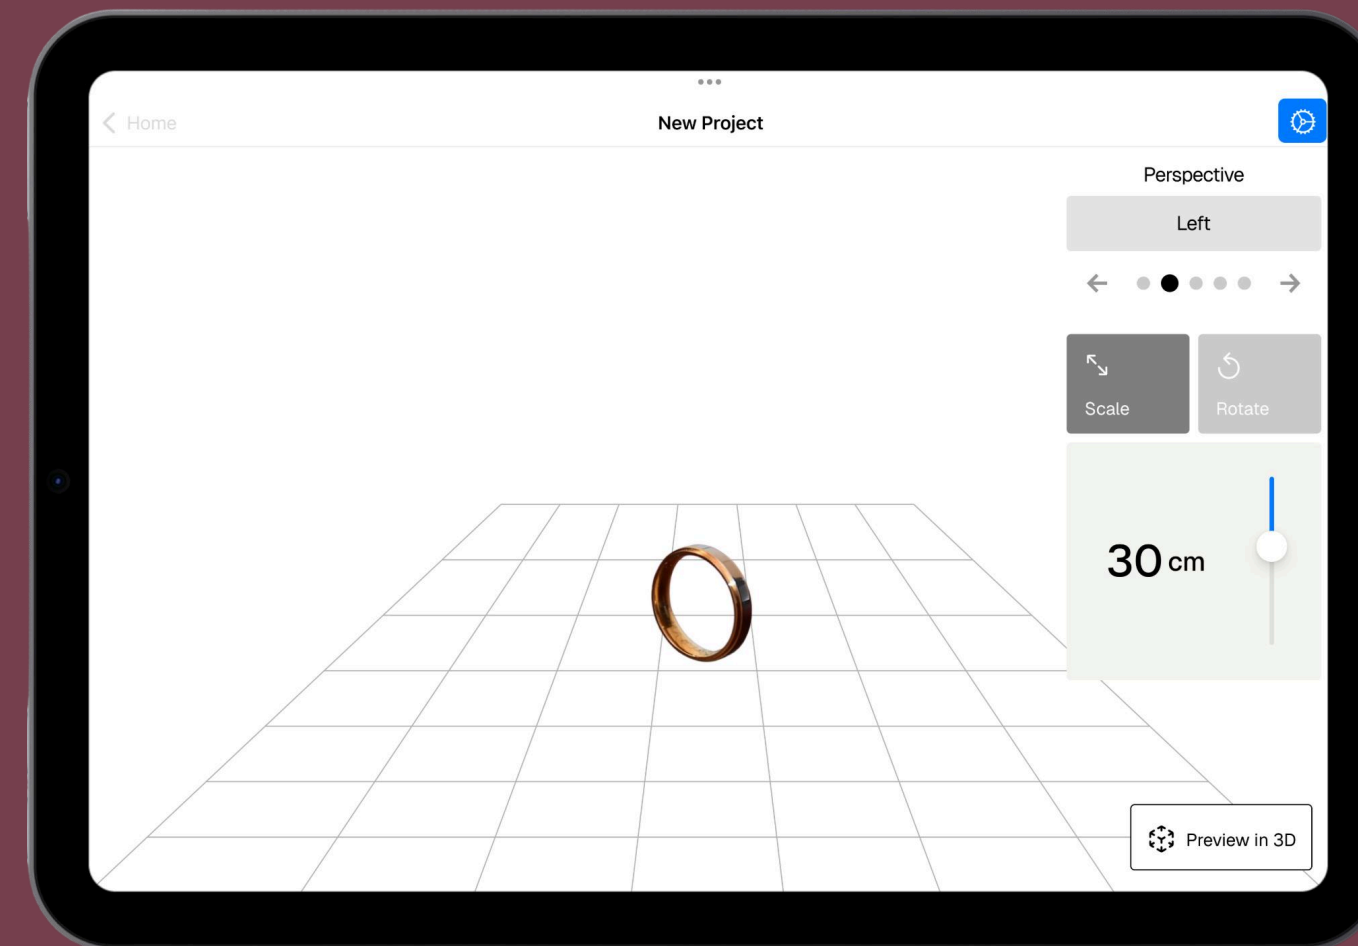 Home
New Project
Perspective
Left
Scale
Rotate
30 cm
Preview in 3D